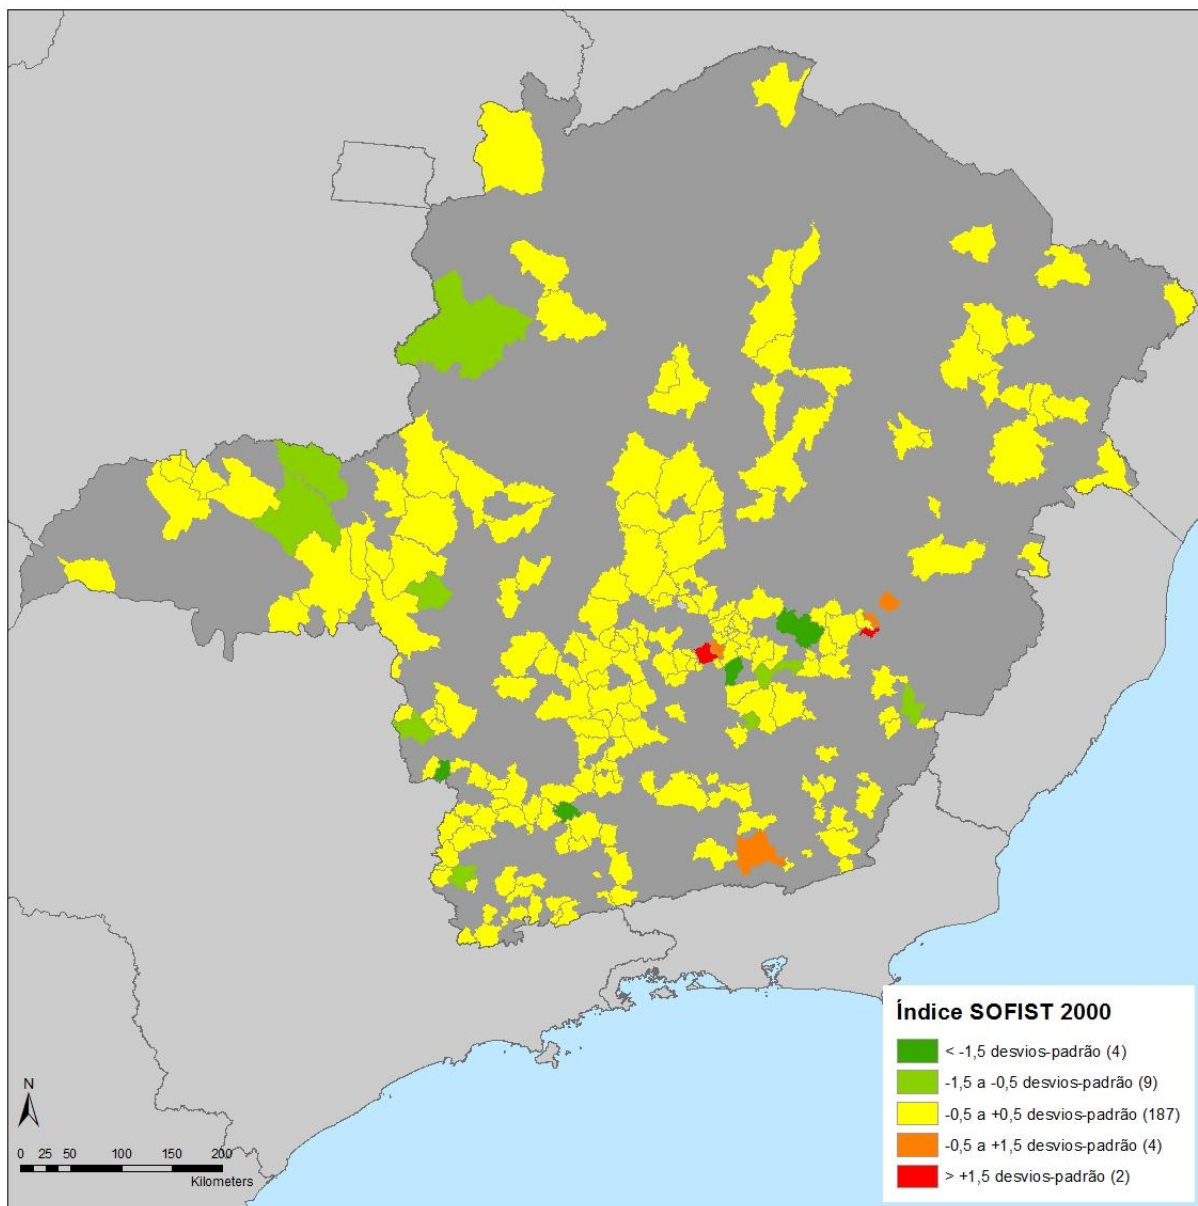 Índice SOFIST 2000
< -1,5 desvios-padrão (4)
-1,5 a -0,5 desvios-padrão (9)
-0,5 a +0,5 desvios-padrão (187)
-0,5 a +1,5 desvios-padrão (4)
> +1,5 desvios-padrão (2)
N
0 25 50 100 150 200
Kilometers